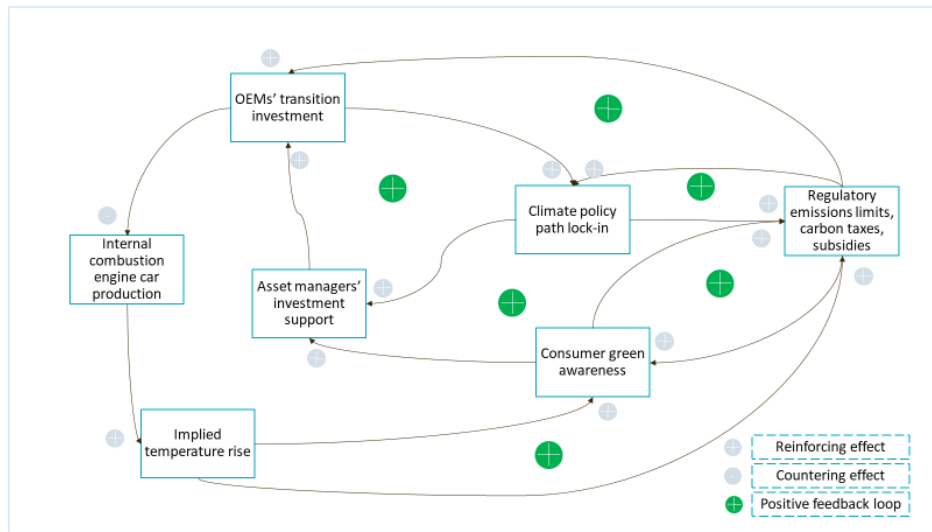 OEMs' transition
investment
Climate policy
path lock-in
Regulatory
emissions limits,
carbon taxes,
subsidies
Internal
combustion
engine car
production
Asset managers'
investment
support
Consumer green
awareness
Implied
temperature rise
Reinforcing effect
Countering effect
Positive feedback loop